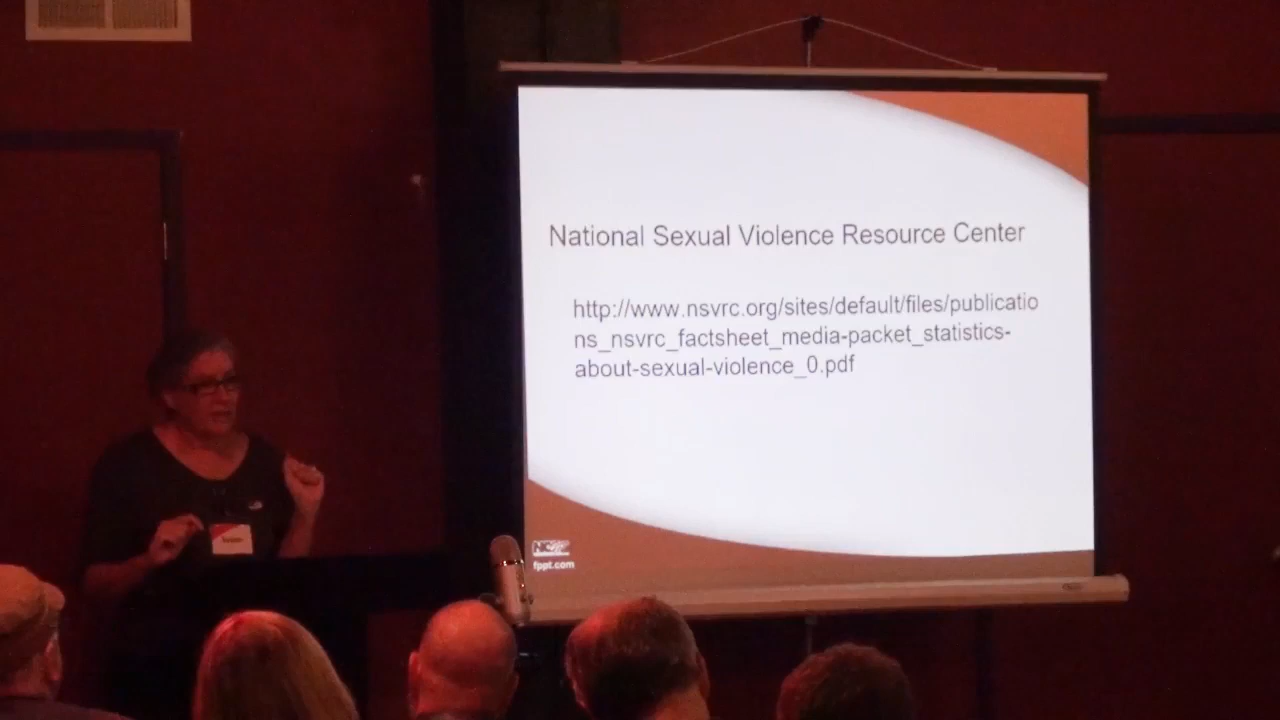 National Sexual Violence Resource Center
http://www.nsvrc.org/sites/default/files/publicatio
ns_nsvrc_factsheet_media-packet_statistics-
about-sexual-violence_0.pdf
fppt.com